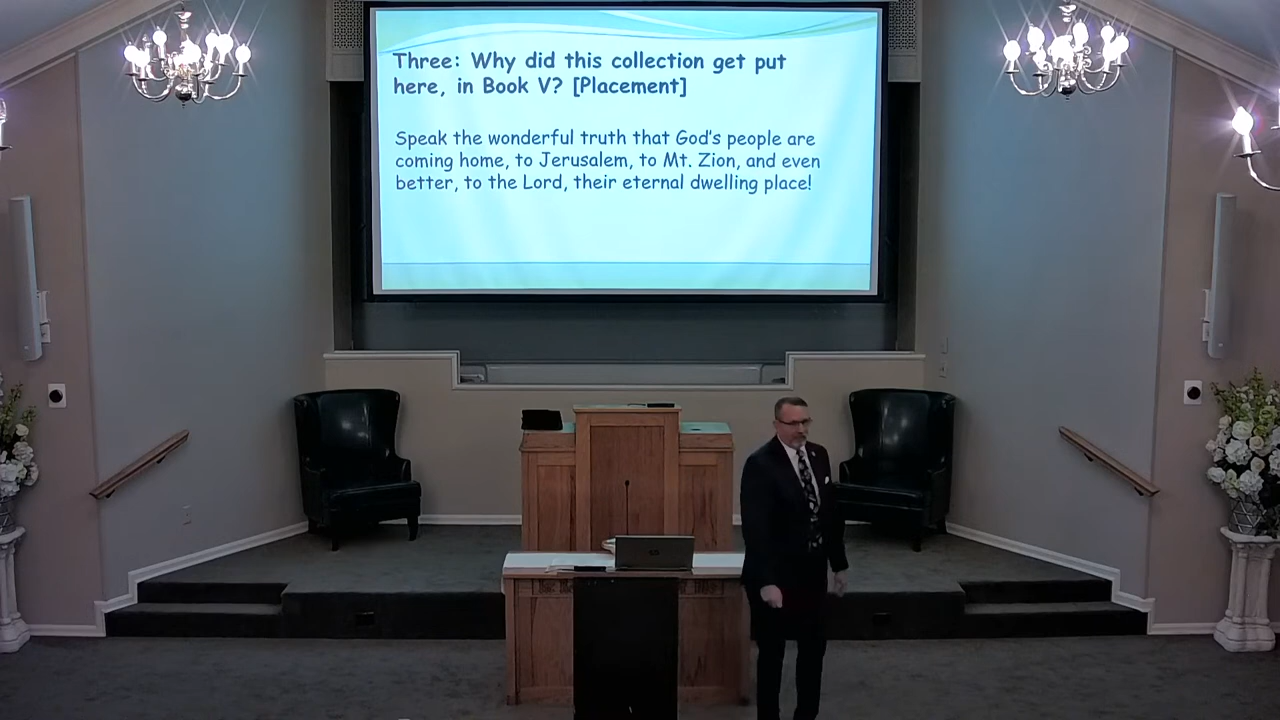 Three: Why did this collection get put
here, in Book V? [Placement]
Speak the wonderful truth that God's people are
coming home, to Jerusalem, to Mt. Zion, and even
better, to the Lord, their eternal dwelling place!